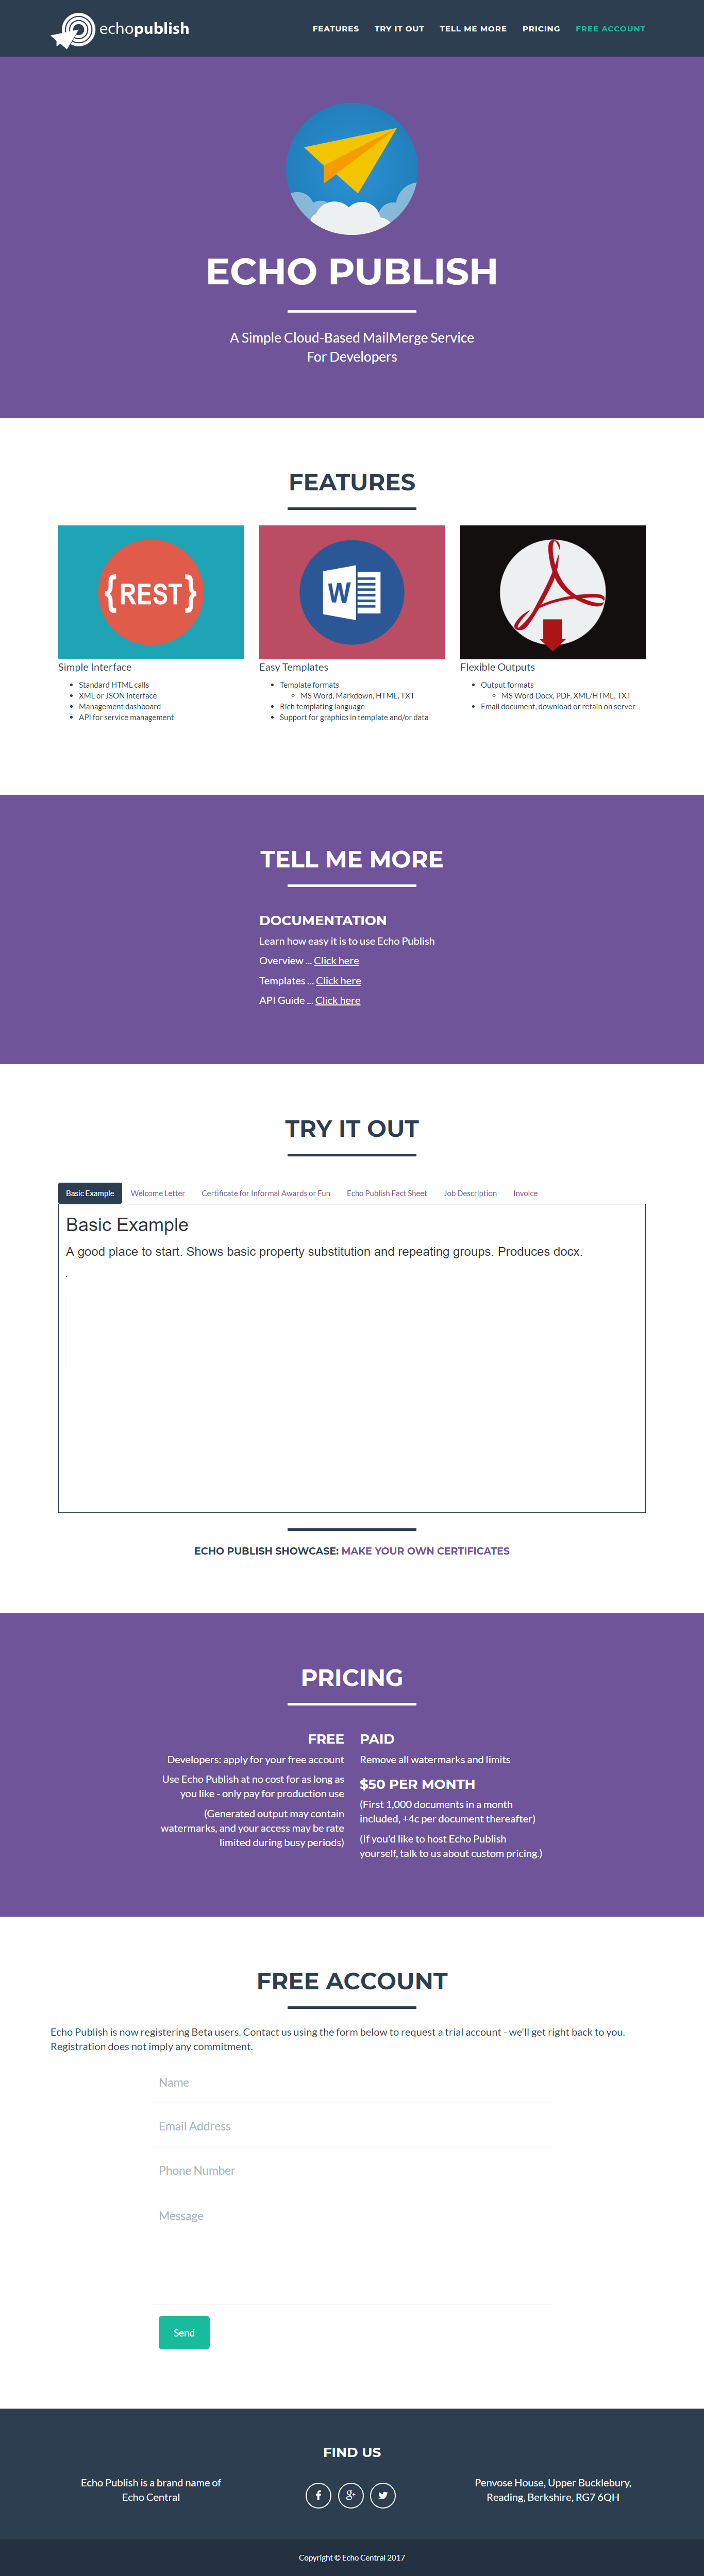 echopublish
FEATURES TRY IT OUT TELL ME MORE PRICING FREE ACCOUNT
ECHO PUBLISH
A Simple Cloud-Based MailMerge Service
For Developers
FEATURES
{REST}
Simple Interface
Standard HTML calls
XML or JSON interface
Management dashboard
API for service management
W
Easy Templates
Template formats
MS Word, Markdown, HTML, TXT
Rich templating language
Support for graphics in template and/or data
Flexible Outputs
Output formats
MS Word Docx, PDF, XML/HTML, TXT
Email document, download or retain on server
TELL ME MORE
DOCUMENTATION
Learn how easy it is to use Echo Publish
Overview ... Click here
Templates ... Click here
API Guide ... Click here
TRY IT OUT
Basic Example Welcome Letter Certificate for Informal Awards or Fun Echo Publish Fact Sheet Job Description Invoice
Basic Example
A good place to start. Shows basic property substitution and repeating groups. Produces docx.
.
ECHO PUBLISH SHOWCASE: MAKE YOUR OWN CERTIFICATES
PRICING
FREE
Developers: apply for your free account
Use Echo Publish at no cost for as long as
you like - only pay for production use
(Generated output may contain
watermarks, and your access may be rate
limited during busy periods)
PAID
Remove all watermarks and limits
$50 PER MONTH
(First 1,000 documents in a month
included, +4c per document thereafter)
(If you'd like to host Echo Publish
yourself, talk to us about custom pricing.)
FREE ACCOUNT
Echo Publish is now registering Beta users. Contact us using the form below to request a trial account - we'll get right back to you.
Registration does not imply any commitment.
Name
Email Address
Phone Number
Message
Send
FIND US
Echo Publish is a brand name of
Echo Central
Penvose House, Upper Bucklebury,
Reading, Berkshire, RG7 6QH
Copyright © Echo Central 2017